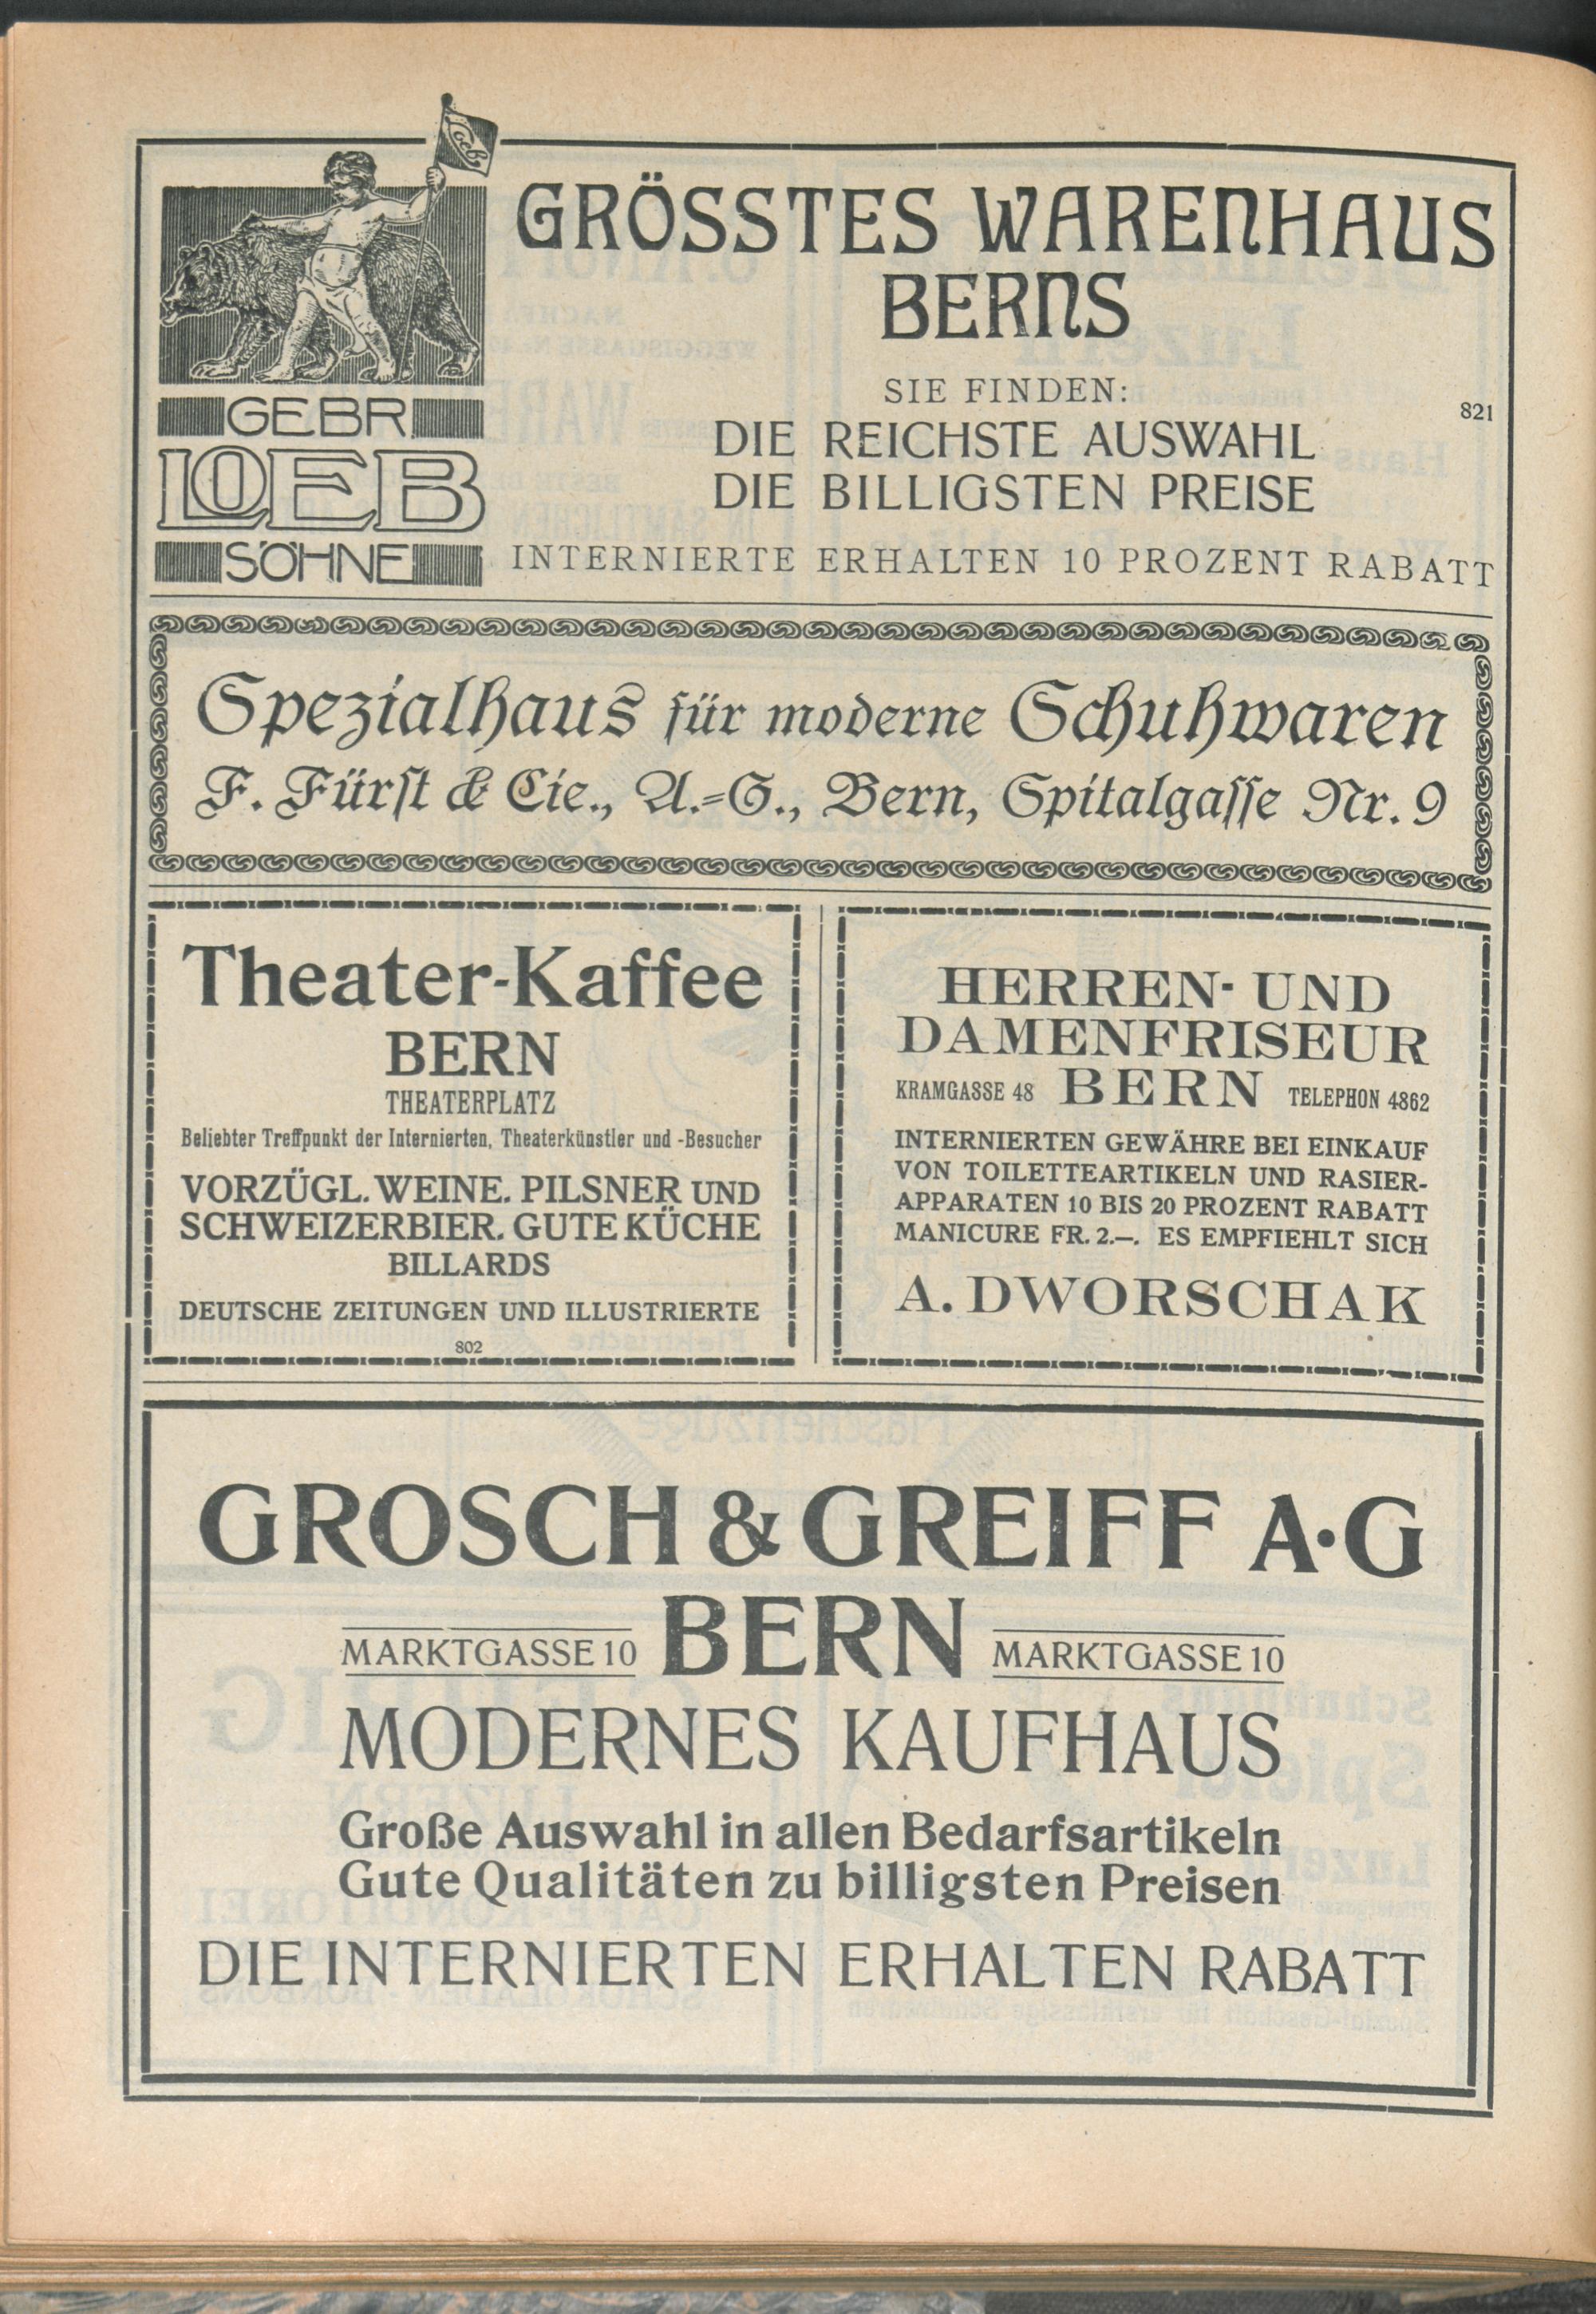 Loeb
GEBR.
LOEB
SÖHNE
GRÖSSTES WARENHAUS
BERNS
SIE FINDEN:
821
DIE REICHSTE AUSWAHL
DIE BILLIGSTEN PREISE
INTERNIERTE ERHALTEN 10 PROZENT RABATT
Spezialhaus für moderne Schuhwaren
F. Fürst & Cie., A.=G., Bern, Spitalgasse Nr. 9
Theater-Kaffee
BERN
THEATERPLATZ
Beliebter Treffpunkt der Internierten, Theaterkünstler und -Besucher
VORZÜGL. WEINE. PILSNER UND
SCHWEIZERBIER. GUTE KÜCHE
BILLARDS
DEUTSCHE ZEITUNGEN UND ILLUSTRIERTE
802
HERREN- UND
DAMENFRISEUR
KRAMGASSE 48 BERN TELEPHON 4862
INTERNIERTEN GEWÄHRE BEI EINKAUF
VON TOILETTEARTIKELN UND RASIER-
APPARATEN 10 BIS 20 PROZENT RABATT
MANICURE FR. 2.—. ES EMPFIEHLT SICH
A. DWORSCHAK
GROSCH & GREIFF A·G
MARKTGASSE 10 BERN MARKTGASSE 10
MODERNES KAUFHAUS
Große Auswahl in allen Bedarfsartikeln
Gute Qualitäten zu billigsten Preisen
DIE INTERNIERTEN ERHALTEN RABATT